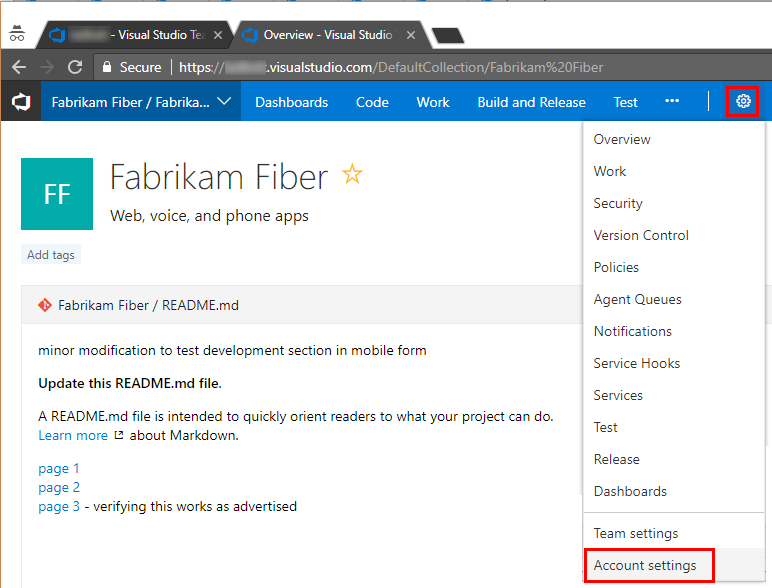 - Visual Studio Tea
Overview - Visual Studio T
Secure
https://
.visualstudio.com/DefaultCollection/Fabrikam%20Fiber
Fabrikam Fiber / Fabrika...
Dashboards
Code
Work
Build and Release
Test
...
FF
Fabrikam Fiber
Web, voice, and phone apps
Add tags
Fabrikam Fiber / README.md
minor modification to test development section in mobile form
Update this README.md file.
A README.md file is intended to quickly orient readers to what your project can do.
Learn more about Markdown.
page 1
page 2
page 3 - verifying this works as advertised
Overview
Work
Security
Version Control
Policies
Agent Queues
Notifications
Service Hooks
Services
Test
Release
Dashboards
Team settings
Account settings